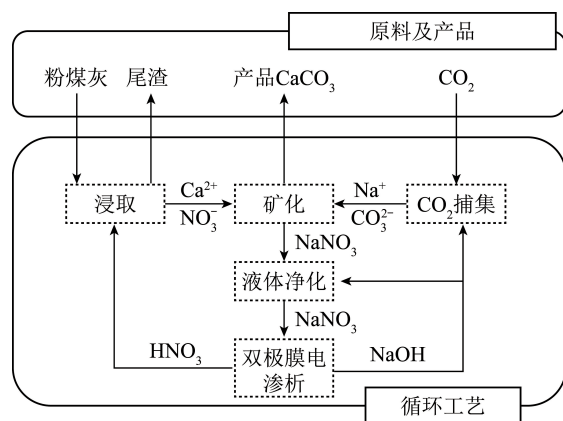 原料及产品
粉煤灰
尾渣
产品CaCO₃
CO₂
浸取
Ca²⁺
NO₃⁻
矿化
Na⁺
CO₃²⁻
CO₂捕集
NaNO₃
液体净化
NaNO₃
HNO₃
双极膜电
渗析
NaOH
循环工艺